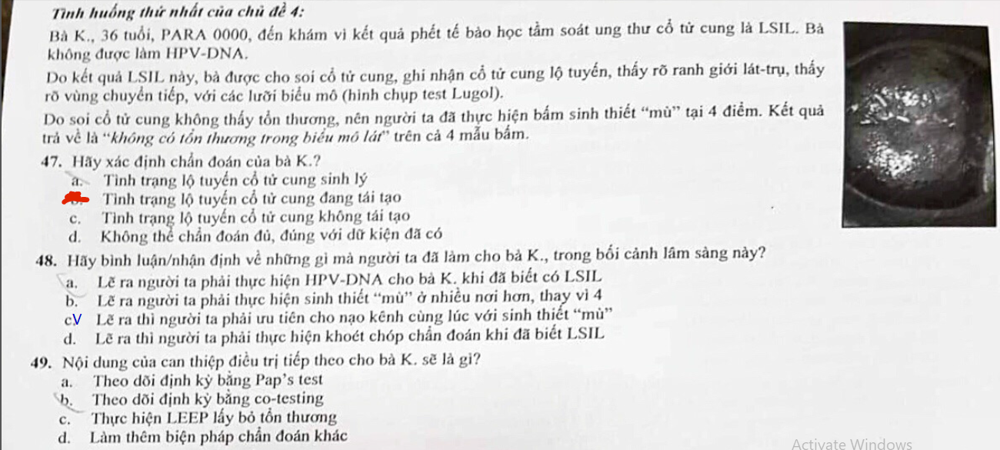 Tình huống thứ nhất của chủ đề 4:
Bà K., 36 tuổi, PARA 0000, đến khám vì kết quả phết tế bào học tầm soát ung thư cổ tử cung là LSIL. Bà
không được làm HPV-DNA.
Do kết quả LSIL này, bà được cho soi cổ tử cung, ghi nhận cổ tử cung lộ tuyến, thấy rõ ranh giới lát-trụ, thấy
rõ vùng chuyển tiếp, với các lưỡi biểu mô (hình chụp test Lugol).
Do soi cổ tử cung không thấy tổn thương, nên người ta đã thực hiện bấm sinh thiết “mù” tại 4 điểm. Kết quả
trả về là “không có tổn thương trong biểu mô lát” trên cả 4 mẫu bấm.
47. Hãy xác định chẩn đoán của bà K.?
a. Tình trạng lộ tuyến cổ tử cung sinh lý
Tình trạng lộ tuyến cổ tử cung đang tái tạo
c. Tình trạng lộ tuyến cổ tử cung không tái tạo
d. Không thể chẩn đoán đủ, đúng với dữ kiện đã có
48. Hãy bình luận/nhận định về những gì mà người ta đã làm cho bà K., trong bối cảnh lâm sàng này?
a. Lẽ ra người ta phải thực hiện HPV-DNA cho bà K. khi đã biết có LSIL
b. Lẽ ra người ta phải thực hiện sinh thiết “mù” ở nhiều nơi hơn, thay vì 4
c.V Lẽ ra thì người ta phải ưu tiên cho nạo kênh cùng lúc với sinh thiết “mù”
d. Lẽ ra thì người ta phải thực hiện khoét chóp chẩn đoán khi đã biết LSIL
49. Nội dung của can thiệp điều trị tiếp theo cho bà K. sẽ là gì?
a. Theo dõi định kỳ bằng Pap’s test
b. Theo dõi định kỳ bằng co-testing
c. Thực hiện LEEP lấy bỏ tổn thương
d. Làm thêm biện pháp chẩn đoán khác
Activate Windows